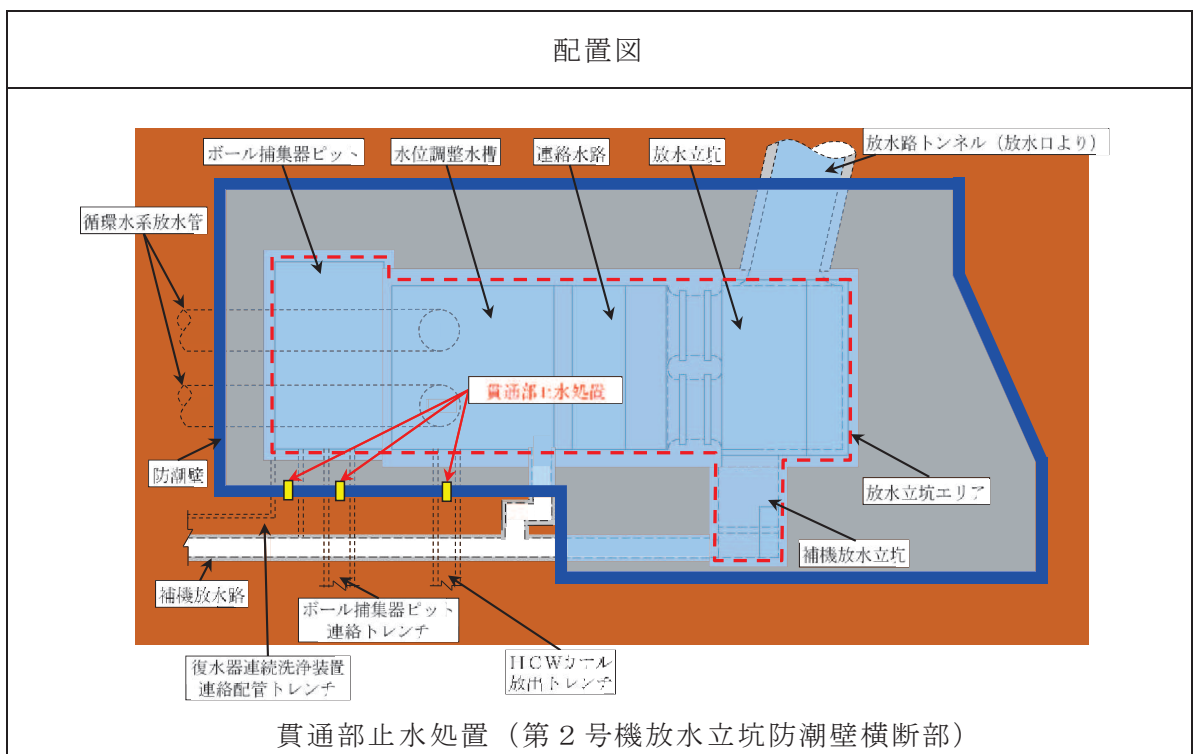 配置図
ボール捕集器ピット
水位調整水槽
連絡水路
放水立坑
放水路トンネル（放水口より）
循環水系放水管
貫通部止水処置
防潮壁
放水立坑エリア
補機放水立坑
補機放水路
ボール捕集器ピット
連絡トレンチ
復水器連続洗浄装置
連絡配管トレンチ
HCWカナル
放出トレンチ
貫通部止水処置（第２号機放水立坑防潮壁横断部）